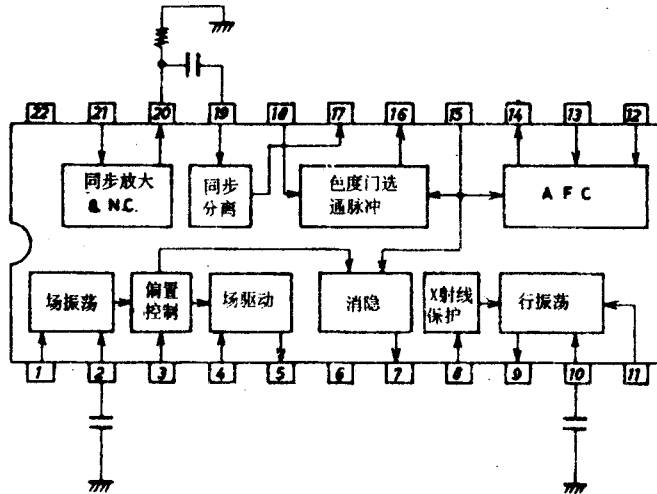 22 21 20 19 18 17 16 15 14 13 12
同步放大
& N.C.
同步
分离
色度门选
通脉冲
A F C
场振荡
偏置
控制
场驱动
消隐
X射线
保护
行振荡
1 2 3 4 5 6 7 8 9 10 11